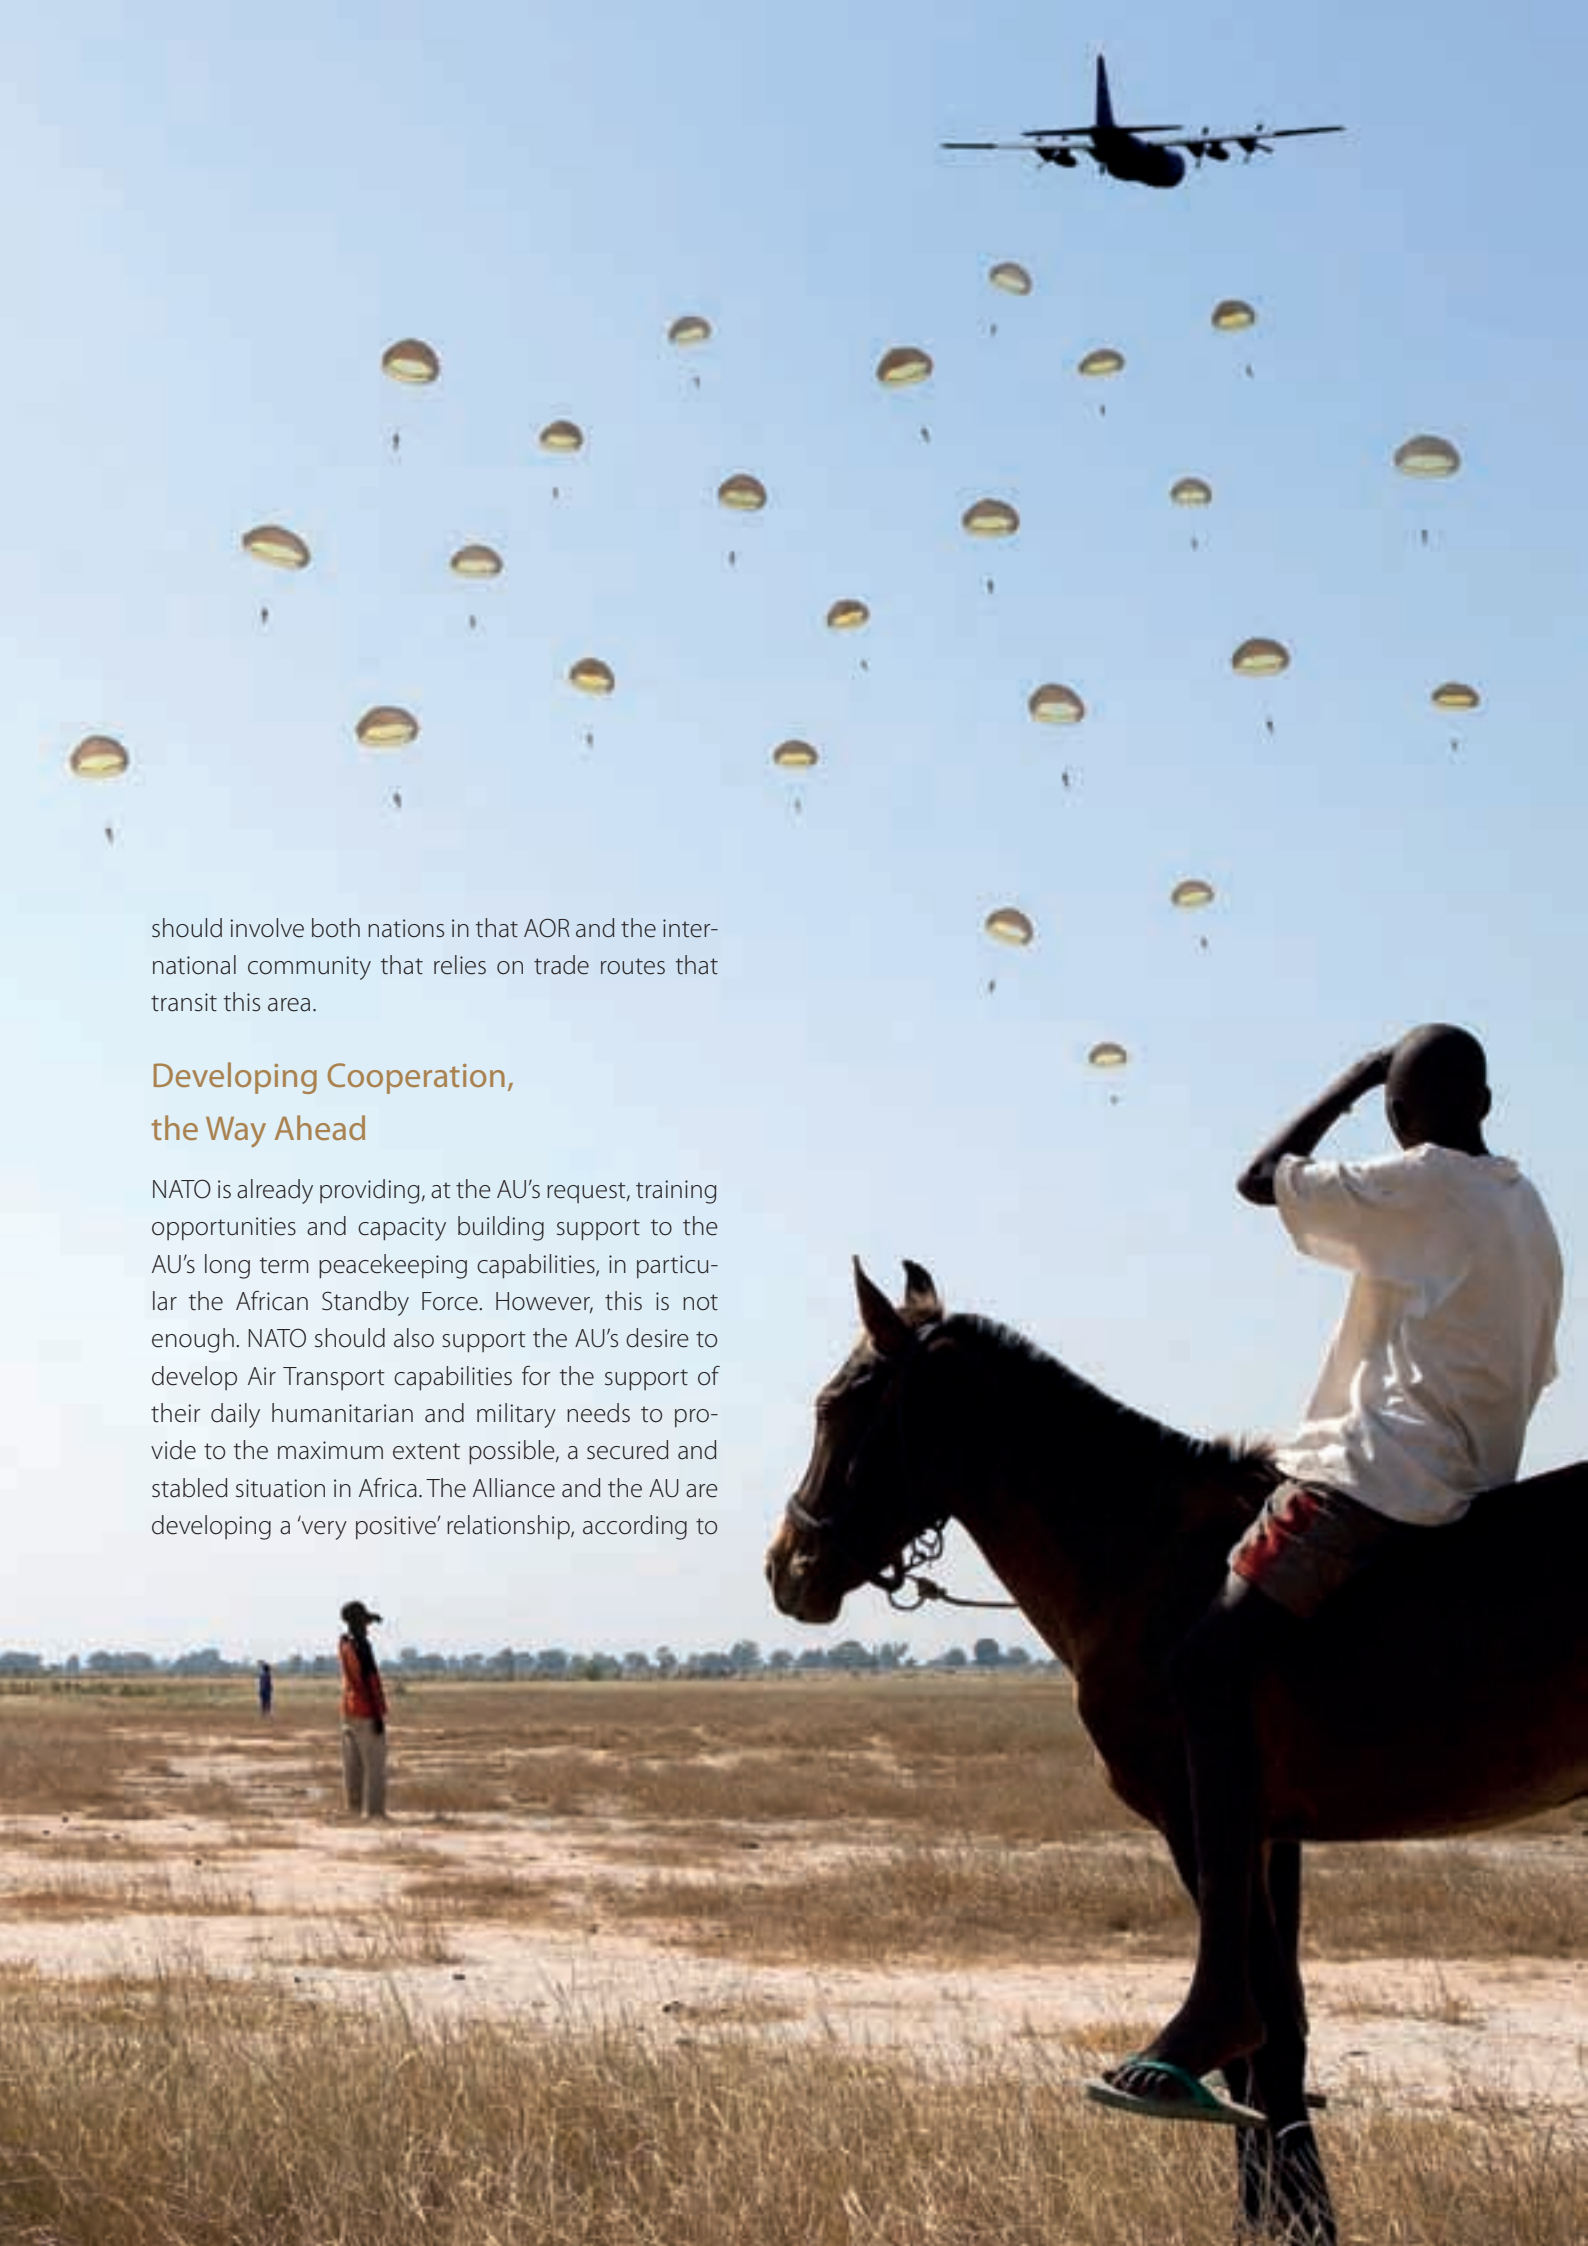 should involve both nations in that AOR and the inter-
national community that relies on trade routes that
transit this area.
Developing Cooperation,
the Way Ahead
NATO is already providing, at the AU’s request, training
opportunities and capacity building support to the
AU’s long term peacekeeping capabilities, in particu-
lar the African Standby Force. However, this is not
enough. NATO should also support the AU’s desire to
develop Air Transport capabilities for the support of
their daily humanitarian and military needs to pro-
vide to the maximum extent possible, a secured and
stabled situation in Africa. The Alliance and the AU are
developing a ‘very positive’ relationship, according to